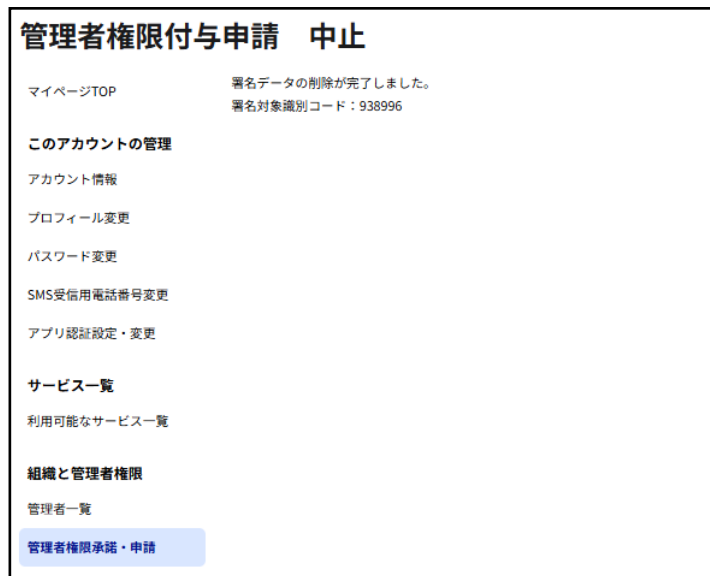 管理者権限付与申請　中止
マイページTOP
署名データの削除が完了しました。
署名対象識別コード：938996
このアカウントの管理
アカウント情報
プロフィール変更
パスワード変更
SMS受信用電話番号変更
アプリ認証設定・変更
サービス一覧
利用可能なサービス一覧
組織と管理者権限
管理者一覧
管理者権限承諾・申請